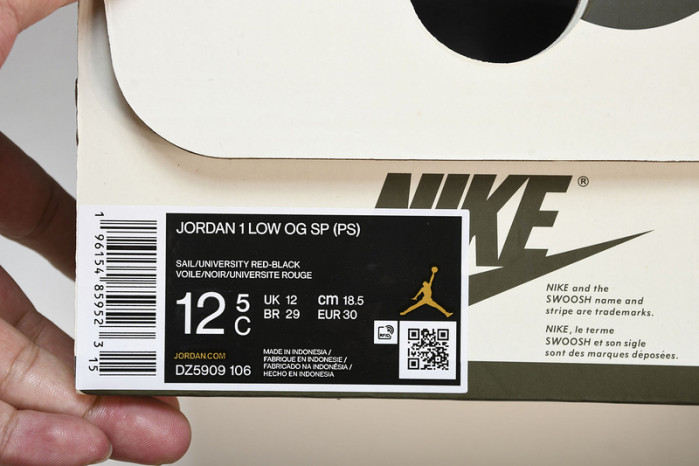 NIKE®
NIKE and the
SWOOSH name and
stripe are trademarks.
NIKE, le terme
SWOOSH et son sigle
sont des marques déposées.
1 96154 85952 3 15
JORDAN 1 LOW OG SP (PS)
SAIL/UNIVERSITY RED-BLACK
VOILE/NOIR/UNIVERSITE ROUGE
12 5 C
UK 12 cm 18.5
BR 29 EUR 30
RFID
JORDAN.COM
DZ5909 106
MADE IN INDONESIA /
FABRIQUE EN INDONESIE /
FABRICADO NA INDONÉSIA /
HECHO EN INDONESIA